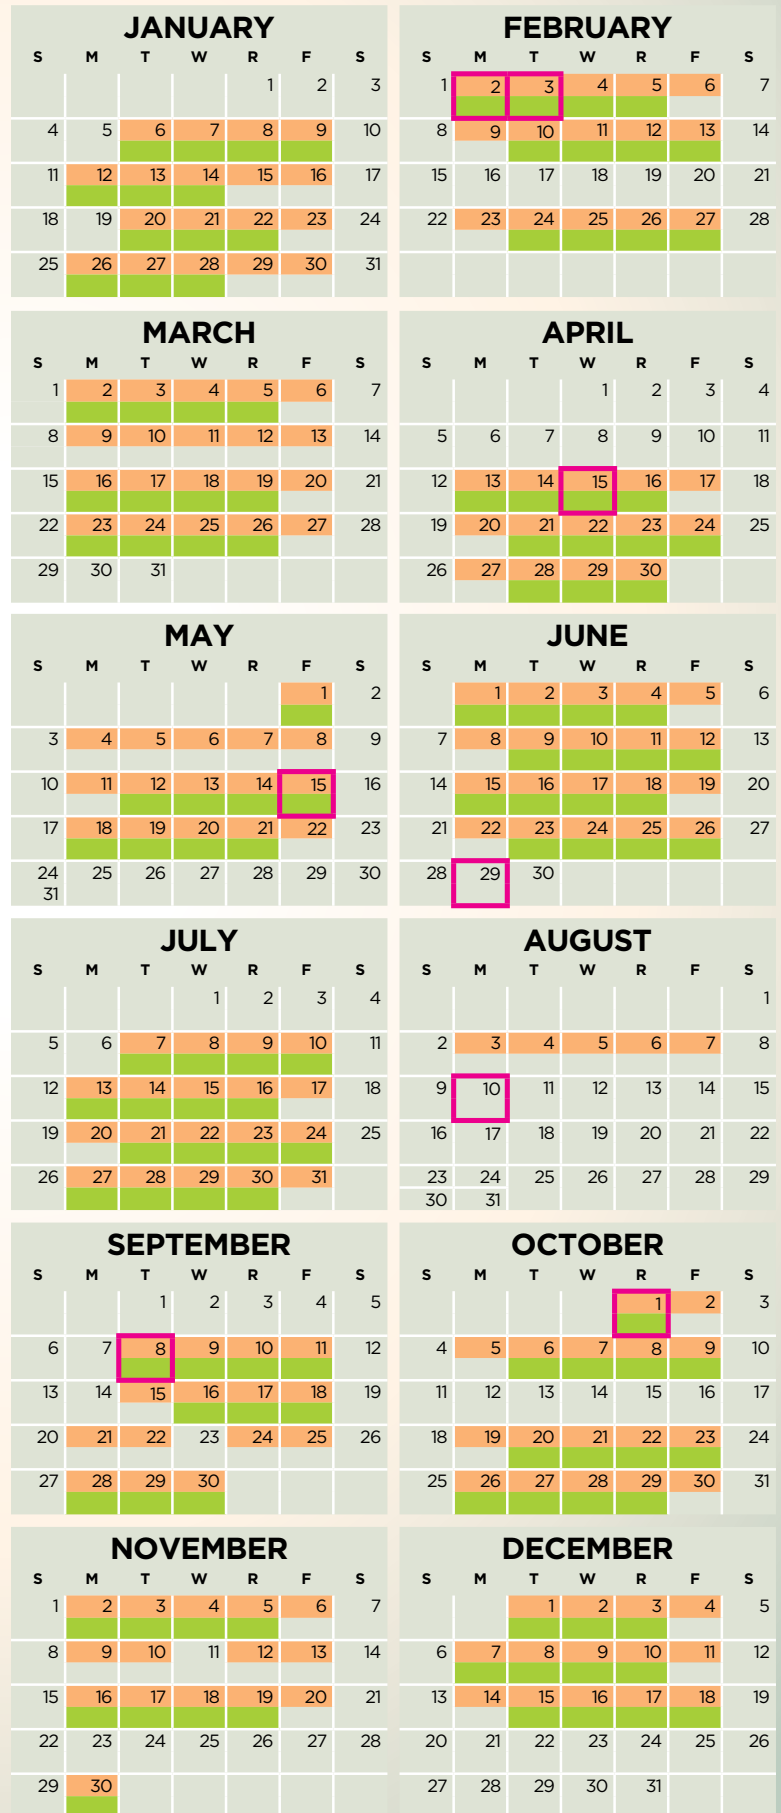 JANUARY
S M T W R F S
1 2 3
4 5 6 7 8 9 10
11 12 13 14 15 16 17
18 19 20 21 22 23 24
25 26 27 28 29 30 31
FEBRUARY
S M T W R F S
1 2 3 4 5 6 7
8 9 10 11 12 13 14
15 16 17 18 19 20 21
22 23 24 25 26 27 28
MARCH
S M T W R F S
1 2 3 4 5 6 7
8 9 10 11 12 13 14
15 16 17 18 19 20 21
22 23 24 25 26 27 28
29 30 31
APRIL
S M T W R F S
1 2 3 4
5 6 7 8 9 10 11
12 13 14 15 16 17 18
19 20 21 22 23 24 25
26 27 28 29 30
MAY
S M T W R F S
1 2
3 4 5 6 7 8 9
10 11 12 13 14 15 16
17 18 19 20 21 22 23
24 25 26 27 28 29 30
31
JUNE
S M T W R F S
1 2 3 4 5 6
7 8 9 10 11 12 13
14 15 16 17 18 19 20
21 22 23 24 25 26 27
28 29 30
JULY
S M T W R F S
1 2 3 4
5 6 7 8 9 10 11
12 13 14 15 16 17 18
19 20 21 22 23 24 25
26 27 28 29 30 31
AUGUST
S M T W R F S
1
2 3 4 5 6 7 8
9 10 11 12 13 14 15
16 17 18 19 20 21 22
23 24 25 26 27 28 29
30 31
SEPTEMBER
S M T W R F S
1 2 3 4 5
6 7 8 9 10 11 12
13 14 15 16 17 18 19
20 21 22 23 24 25 26
27 28 29 30
OCTOBER
S M T W R F S
1 2 3
4 5 6 7 8 9 10
11 12 13 14 15 16 17
18 19 20 21 22 23 24
25 26 27 28 29 30 31
NOVEMBER
S M T W R F S
1 2 3 4 5 6 7
8 9 10 11 12 13 14
15 16 17 18 19 20 21
22 23 24 25 26 27 28
29 30
DECEMBER
S M T W R F S
1 2 3 4 5
6 7 8 9 10 11 12
13 14 15 16 17 18 19
20 21 22 23 24 25 26
27 28 29 30 31